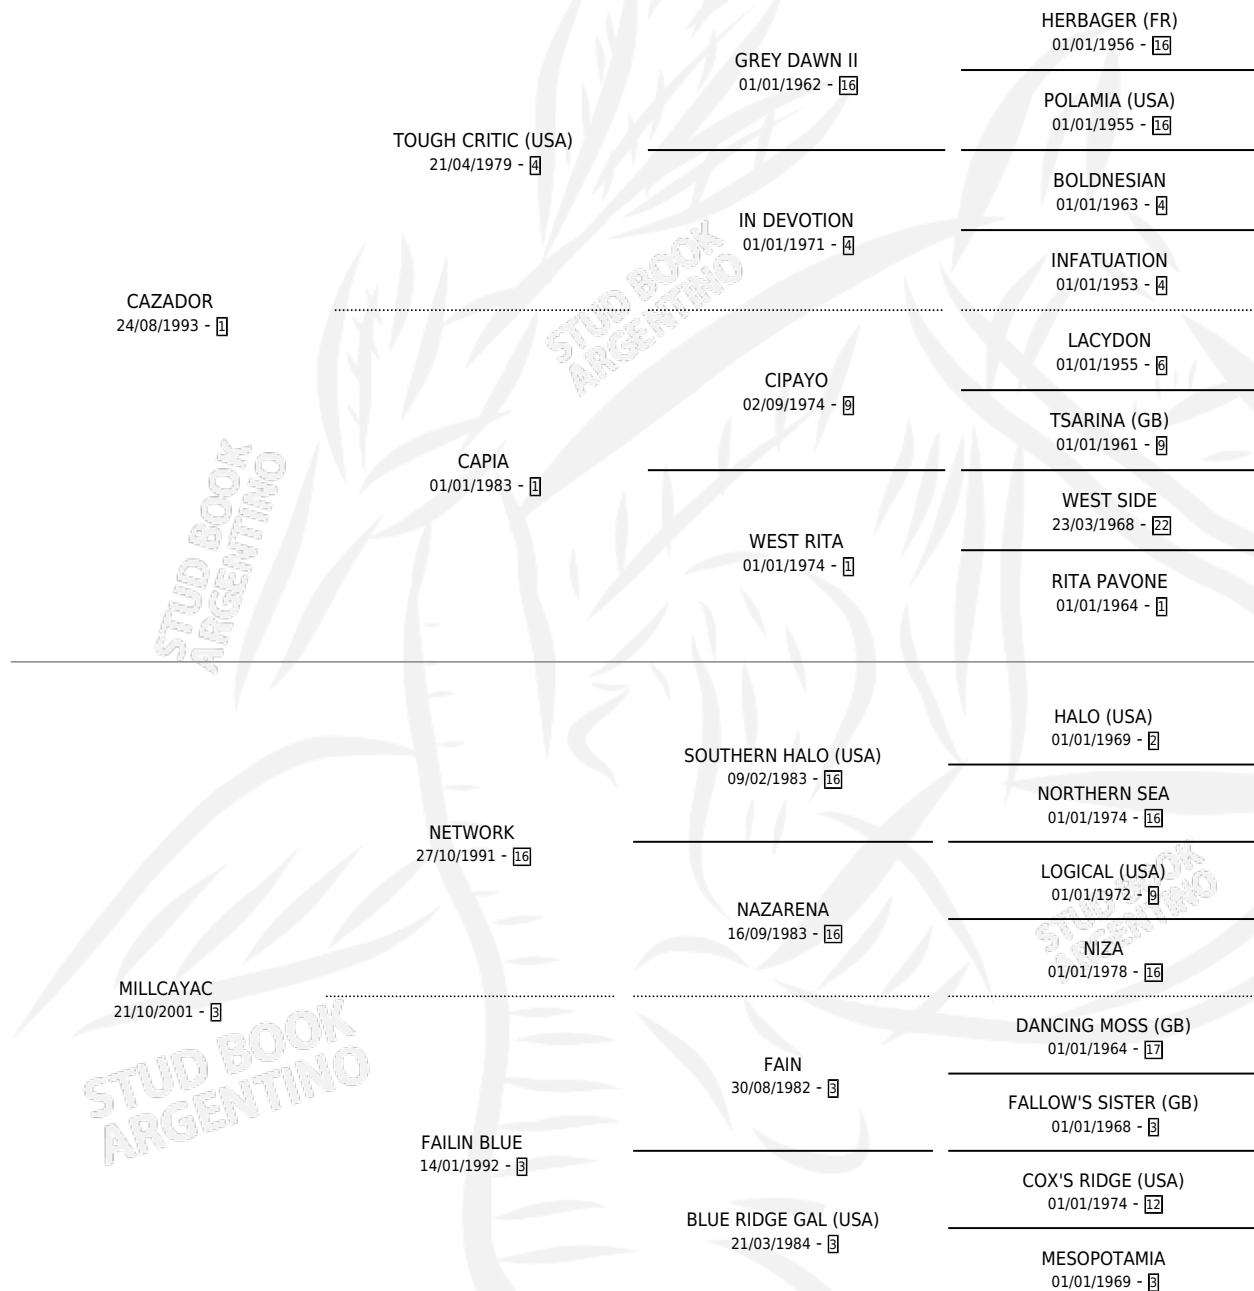 HERBAGER (FR)
01/01/1956 - 16
GREY DAWN II
01/01/1962 - 16
POLAMIA (USA)
01/01/1955 - 16
TOUGH CRITIC (USA)
21/04/1979 - 4
BOLDNESIAN
01/01/1963 - 4
IN DEVOTION
01/01/1971 - 4
INFATUATION
01/01/1953 - 4
CAZADOR
24/08/1993 - 1
LACYDON
01/01/1955 - 6
CIPAYO
02/09/1974 - 9
TSARINA (GB)
01/01/1961 - 9
CAPIA
01/01/1983 - 1
WEST SIDE
23/03/1968 - 22
WEST RITA
01/01/1974 - 1
RITA PAVONE
01/01/1964 - 1
STUD BOOK
ARGENTINO
STUD BOOK
ARGENTINO
HALO (USA)
01/01/1969 - 2
SOUTHERN HALO (USA)
09/02/1983 - 16
NORTHERN SEA
01/01/1974 - 16
NETWORK
27/10/1991 - 16
LOGICAL (USA)
01/01/1972 - 9
NAZARENA
16/09/1983 - 16
NIZA
01/01/1978 - 16
STUD BOOK
ARGENTINO
MILLCAYAC
21/10/2001 - 3
DANCING MOSS (GB)
01/01/1964 - 17
FAIN
30/08/1982 - 3
FALLOW'S SISTER (GB)
01/01/1968 - 3
STUD BOOK
ARGENTINO
FAILIN BLUE
14/01/1992 - 3
COX'S RIDGE (USA)
01/01/1974 - 12
BLUE RIDGE GAL (USA)
21/03/1984 - 3
MESOPOTAMIA
01/01/1969 - 3